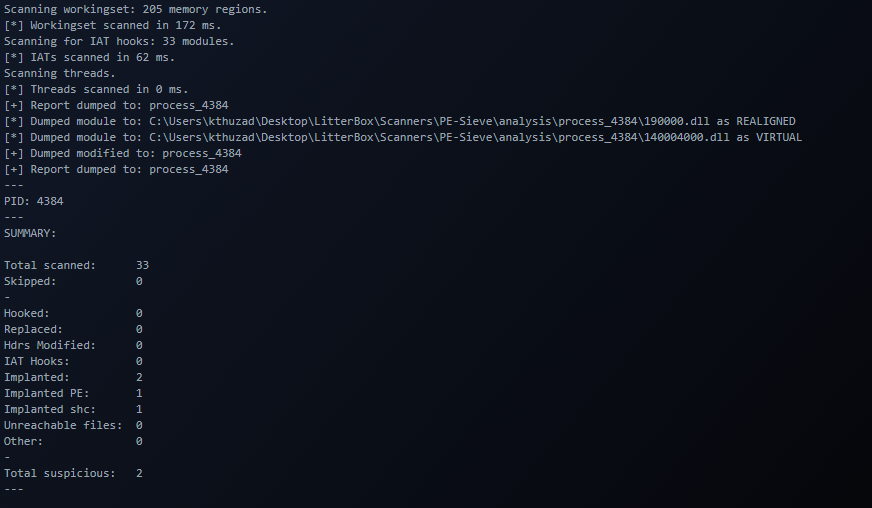 Scanning workingset: 205 memory regions.
[*] Workingset scanned in 172 ms.
Scanning for IAT hooks: 33 modules.
[*] IATs scanned in 62 ms.
Scanning threads.
[*] Threads scanned in 0 ms.
[+] Report dumped to: process_4384
[*] Dumped module to: C:\Users\kthuzad\Desktop\LitterBox\Scanners\PE-Sieve\analysis\process_4384\190000.dll as REALIGNED
[*] Dumped module to: C:\Users\kthuzad\Desktop\LitterBox\Scanners\PE-Sieve\analysis\process_4384\140004000.dll as VIRTUAL
[+] Dumped modified to: process_4384
[+] Report dumped to: process_4384
---
PID: 4384
---
SUMMARY:
Total scanned: 33
Skipped: 0
-
Hooked: 0
Replaced: 0
Hdrs Modified: 0
IAT Hooks: 0
Implanted: 2
Implanted PE: 1
Implanted shc: 1
Unreachable files: 0
Other: 0
-
Total suspicious: 2
---